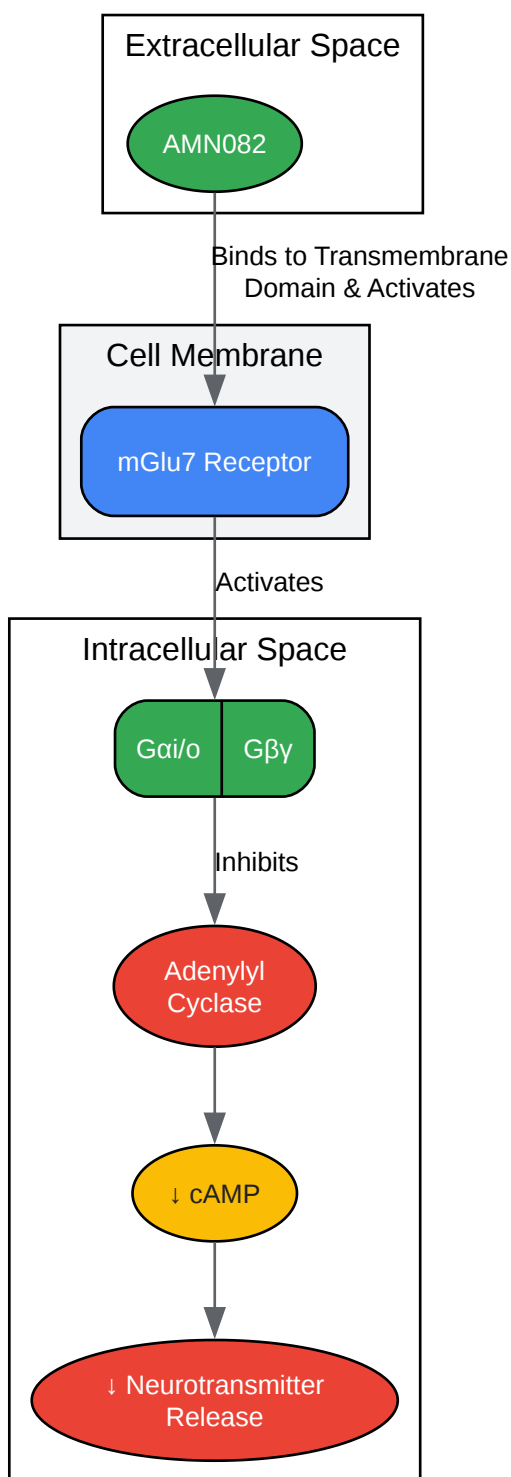 Extracellular Space
AMN082
Binds to Transmembrane
Domain & Activates
Cell Membrane
mGlu7 Receptor
Activates
Intracellular Space
Gαi/o
Gβγ
Inhibits
Adenylyl
Cyclase
↓ cAMP
↓ Neurotransmitter
Release